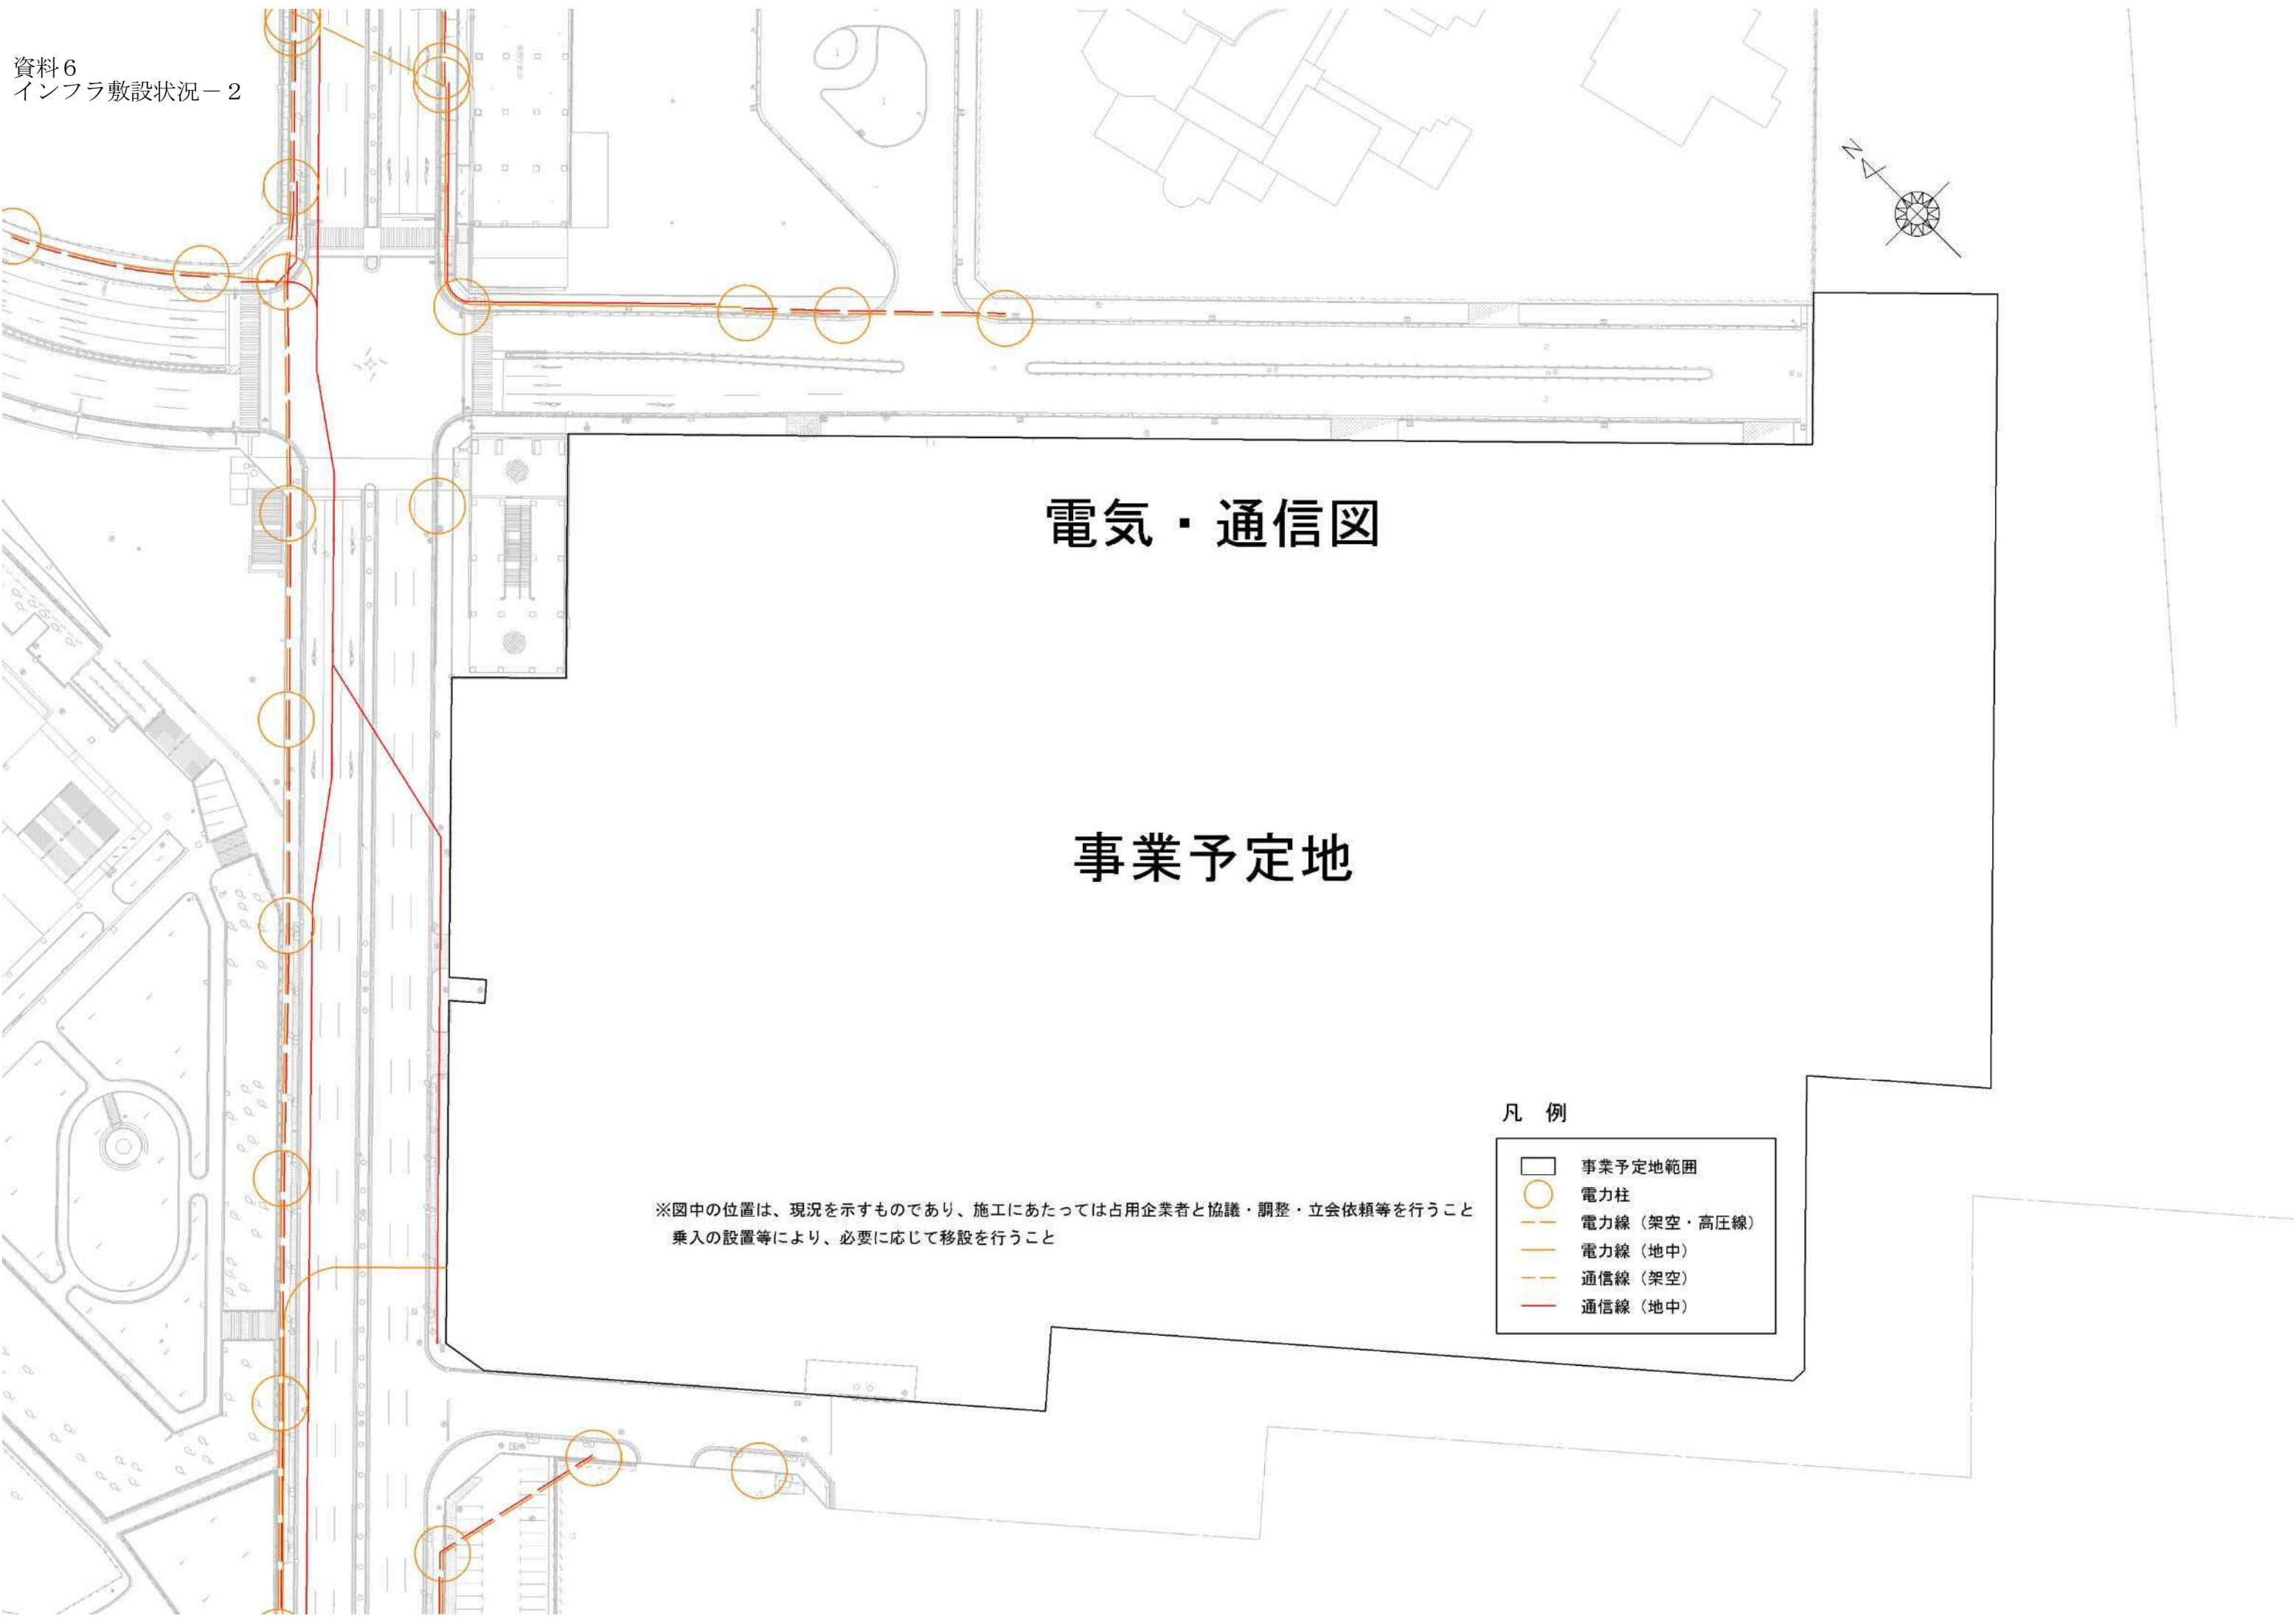 資料6
インフラ敷設状況－2
N
電気・通信図
事業予定地
凡 例
事業予定地範囲
電力柱
電力線（架空・高圧線）
電力線（地中）
通信線（架空）
通信線（地中）
※図中の位置は、現況を示すものであり、施工にあたっては占用企業者と協議・調整・立会依頼等を行うこと
乗入の設置等により、必要に応じて移設を行うこと